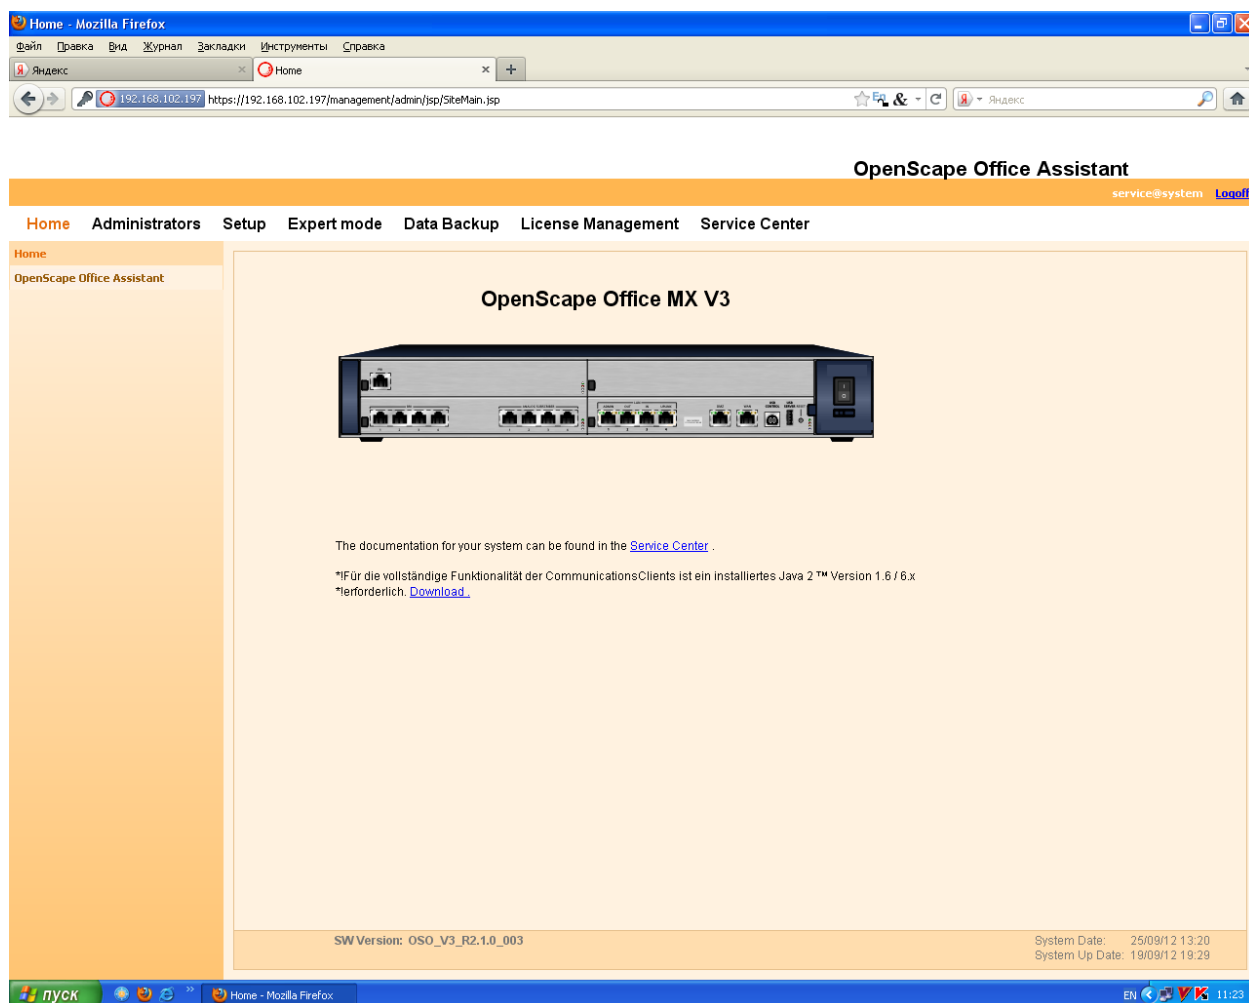 Home - Mozilla Firefox
Файл Правка Вид Журнал Закладки Инструменты Справка
Яндекс
Home
192.168.102.197 https://192.168.102.197/management/admin/jsp/SiteMain.jsp
Яндекс
OpenScape Office Assistant
service@system Logoff
Home Administrators Setup Expert mode Data Backup License Management Service Center
Home
OpenScape Office Assistant
OpenScape Office MX V3
The documentation for your system can be found in the Service Center .
*!Für die vollständige Funktionalität der CommunicationsClients ist ein installiertes Java 2 ™ Version 1.6 / 6.x
*!erforderlich. Download .
SW Version: OSO_V3_R2.1.0_003
System Date: 25/09/12 13:20
System Up Date: 19/09/12 19:29
пуск
Home - Mozilla Firefox
EN
11:23